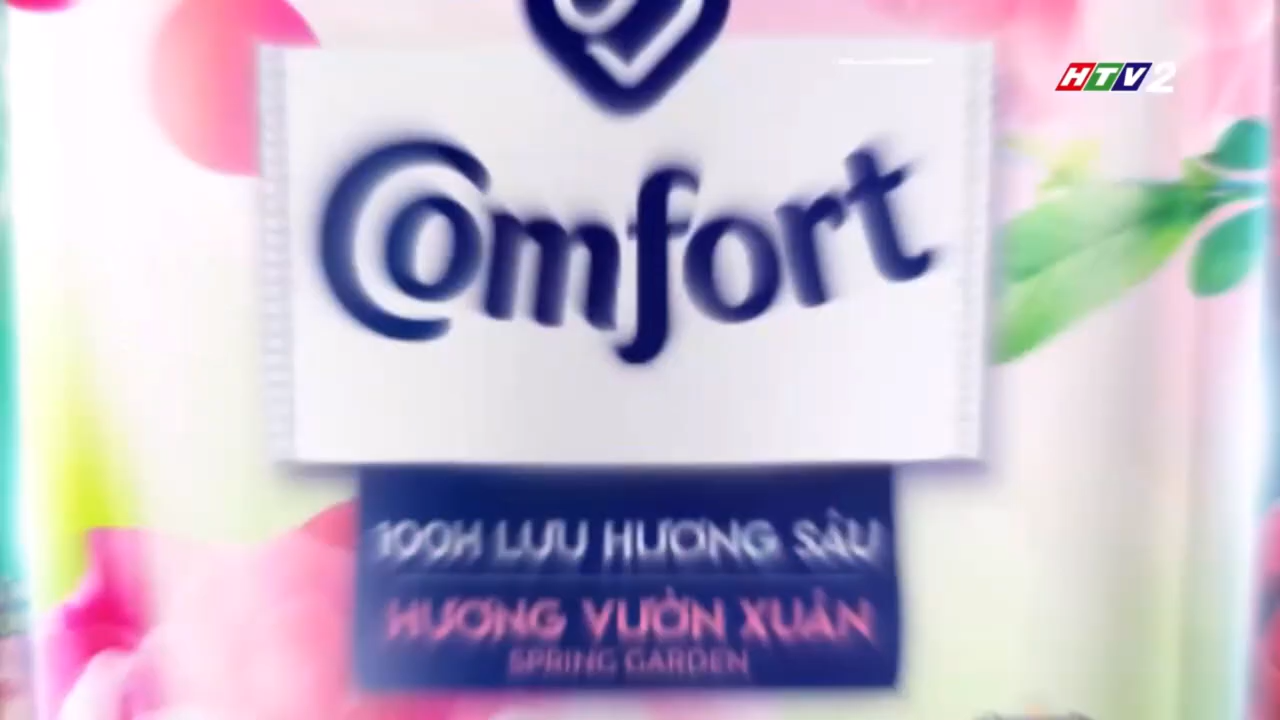 HTV2
Comfort
100H LƯU HƯƠNG SÂU
HƯƠNG VƯỜN XUÂN
SPRING GARDEN